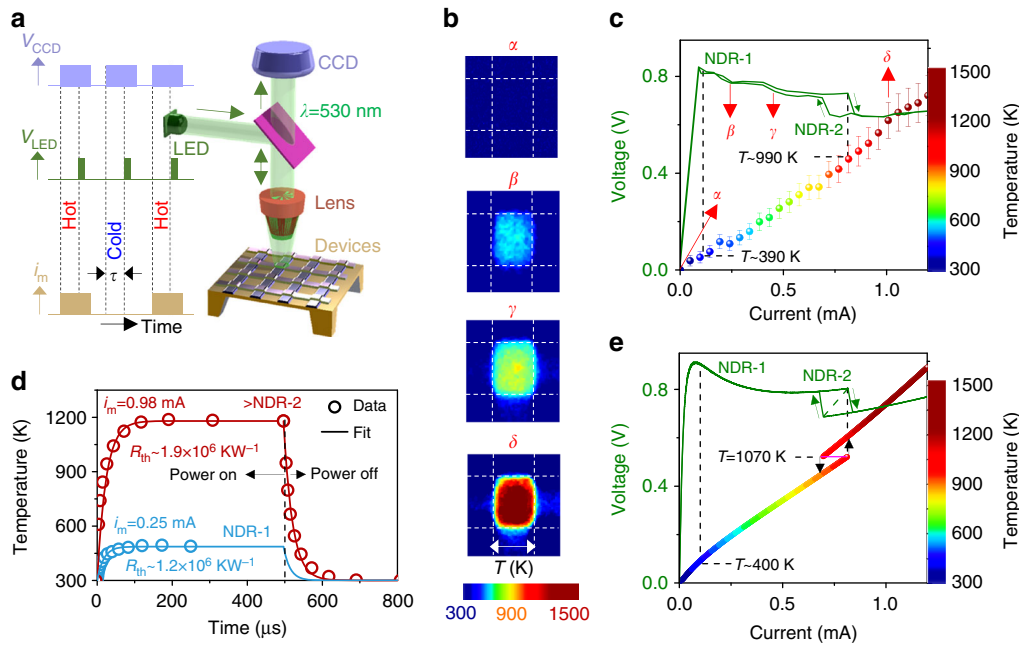 a
V_CCD
V_LED
i_m
Hot
Cold
Hot
τ
Time
LED
CCD
λ=530 nm
Lens
Devices
b
α
β
γ
δ
T (K)
300 900 1500
c
NDR-1
NDR-2
α
β
γ
δ
T~990 K
T~390 K
Voltage (V)
0.8
0.4
0.0
0.0 0.5 1.0
Current (mA)
1500
1200
900
600
300
Temperature (K)
d
i_m=0.98 mA
>NDR-2
Data
Fit
R_th~1.9×10⁶ KW⁻¹
Power on
Power off
i_m=0.25 mA
NDR-1
R_th~1.2×10⁶ KW⁻¹
Temperature (K)
1200
900
600
300
0 200 400 600 800
Time (μs)
e
NDR-1
NDR-2
T=1070 K
T~400 K
Voltage (V)
0.8
0.4
0.0
0.0 0.5 1.0
Current (mA)
1500
1200
900
600
300
Temperature (K)